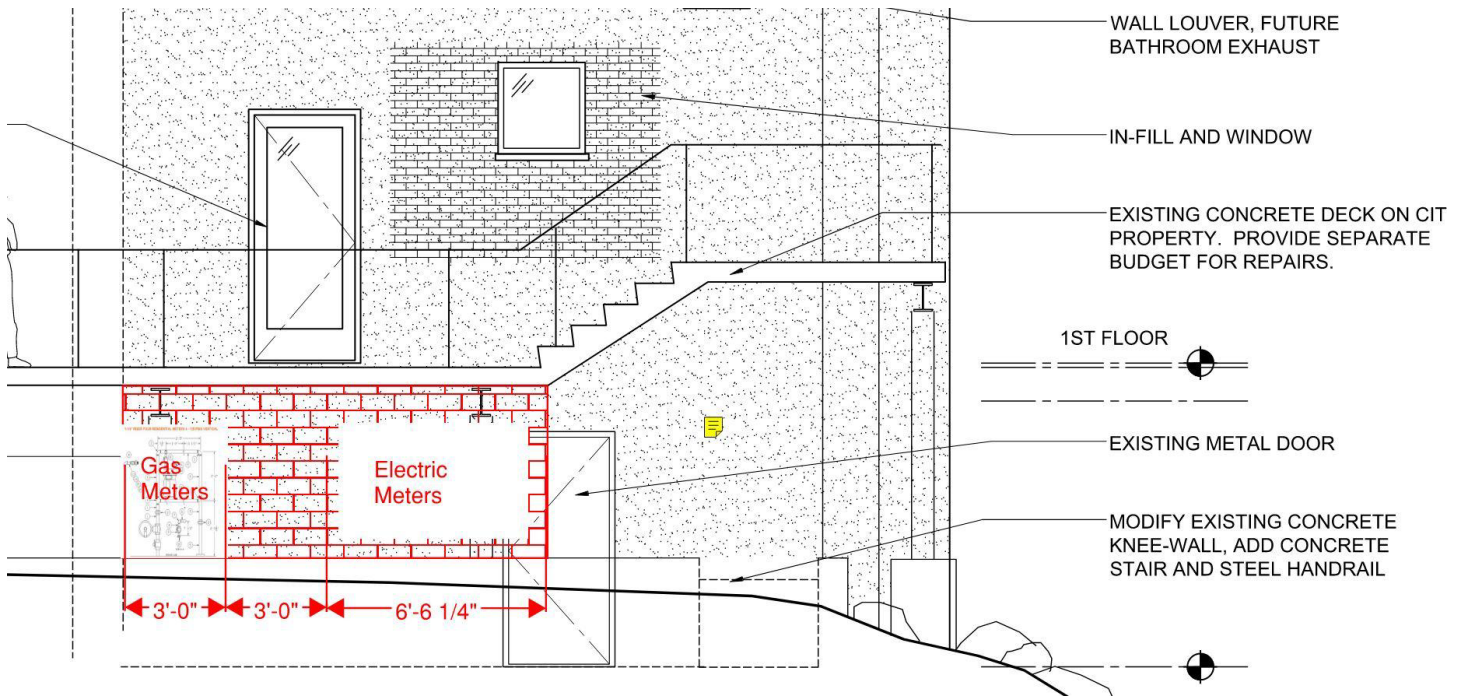 WALL LOUVER, FUTURE
BATHROOM EXHAUST
IN-FILL AND WINDOW
EXISTING CONCRETE DECK ON CIT
PROPERTY. PROVIDE SEPARATE
BUDGET FOR REPAIRS.
1ST FLOOR
EXISTING METAL DOOR
Gas
Meters
Electric
Meters
MODIFY EXISTING CONCRETE
KNEE-WALL, ADD CONCRETE
STAIR AND STEEL HANDRAIL
3'-0" 3'-0" 6'-6 1/4"